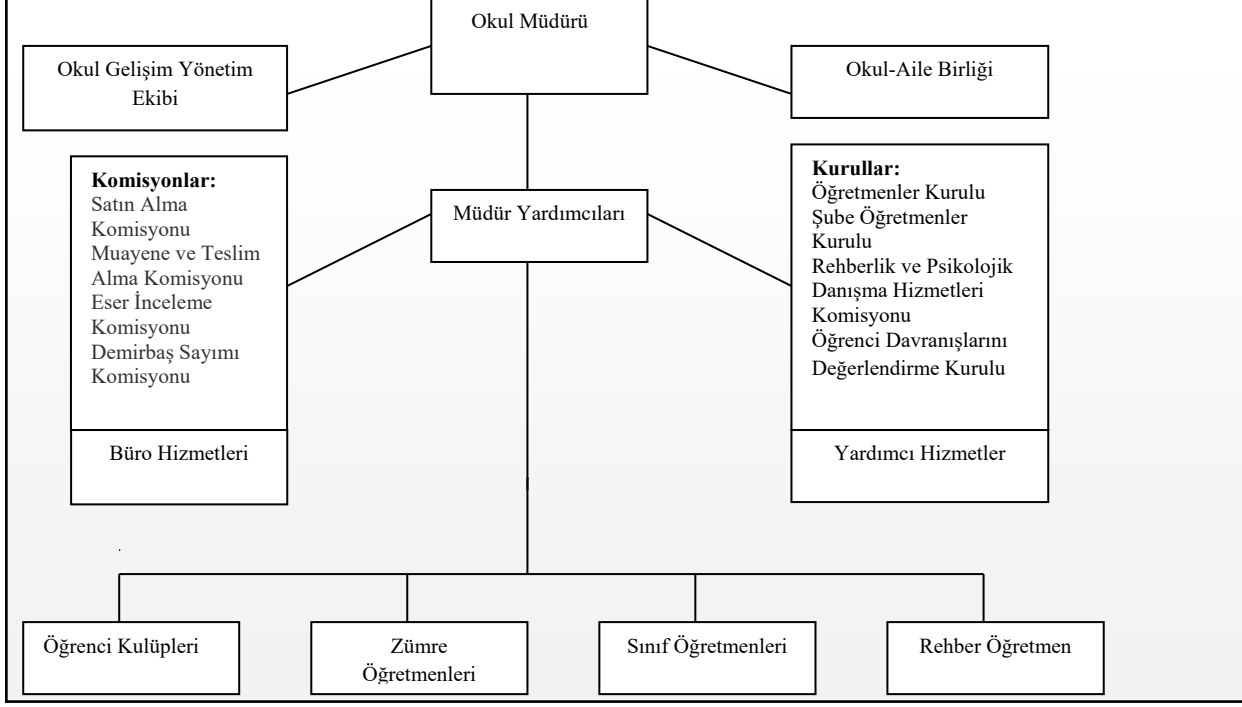 Okul Müdürü
Okul Gelişim Yönetim
Ekibi
Okul-Aile Birliği
Komisyonlar:
Satın Alma
Komisyonu
Muayene ve Teslim
Alma Komisyonu
Eser İnceleme
Komisyonu
Demirbaş Sayımı
Komisyonu
Müdür Yardımcıları
Kurullar:
Öğretmenler Kurulu
Şube Öğretmenler
Kurulu
Rehberlik ve Psikolojik
Danışma Hizmetleri
Komisyonu
Öğrenci Davranışlarını
Değerlendirme Kurulu
Büro Hizmetleri
Yardımcı Hizmetler
Öğrenci Kulüpleri
Zümre
Öğretmenleri
Sınıf Öğretmenleri
Rehber Öğretmen